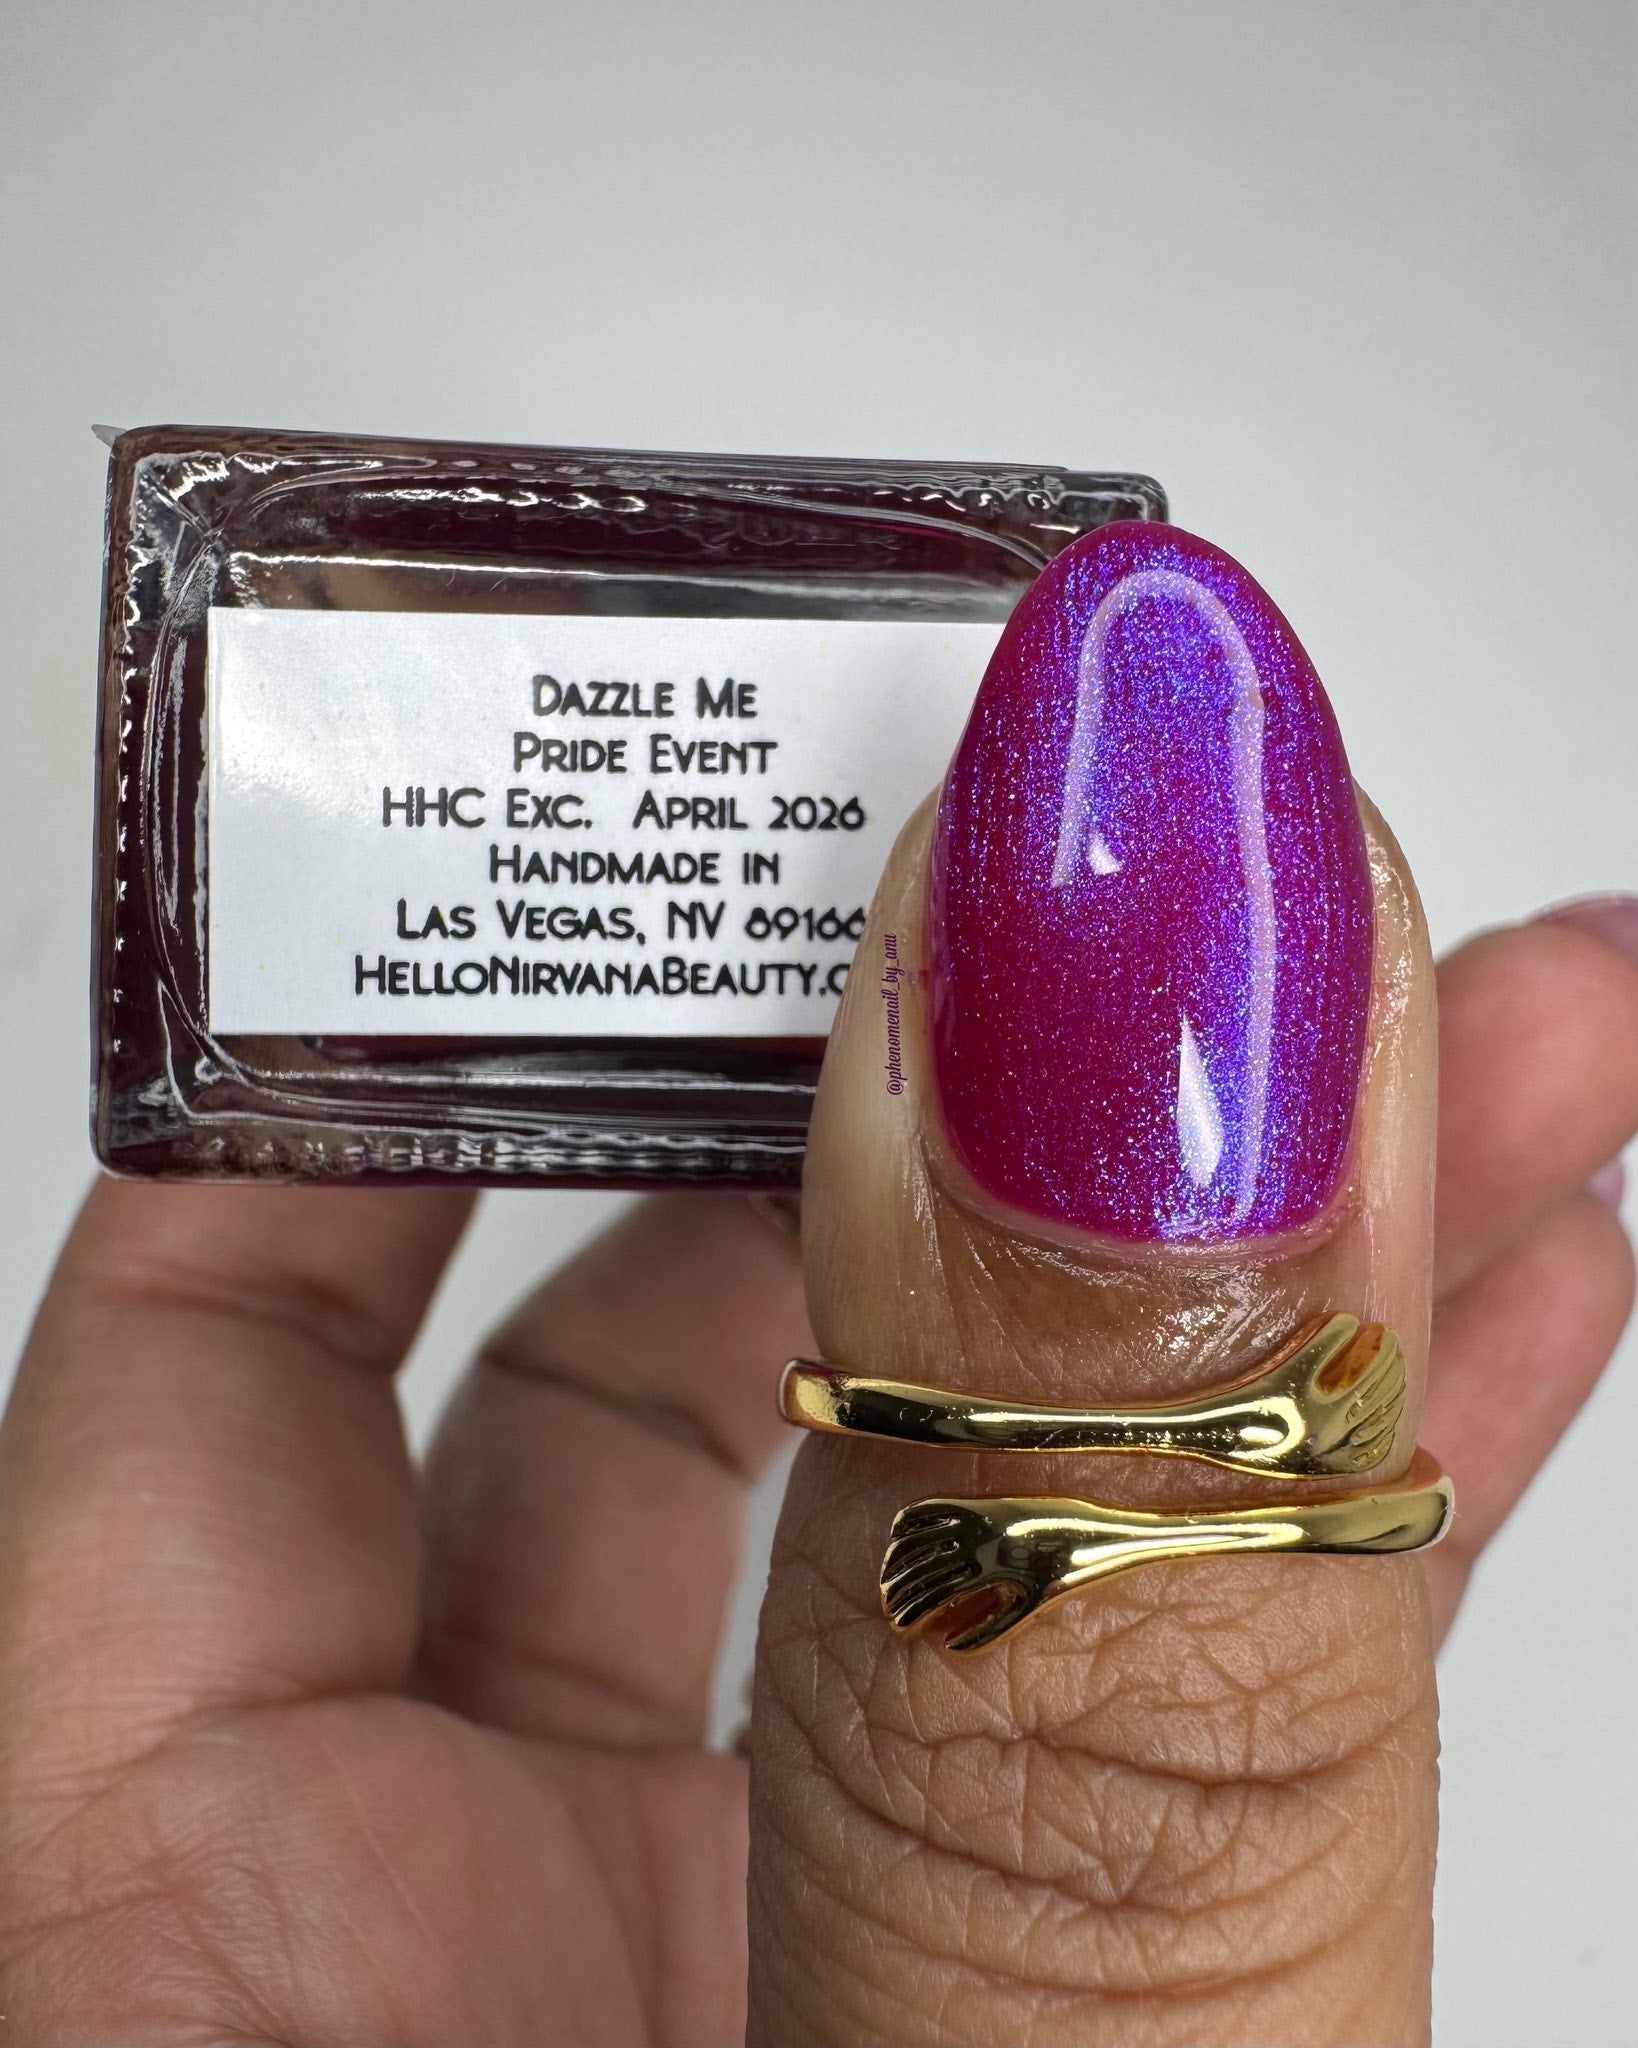 Dazzle Me
Pride Event
HHC Exc. April 2026
Handmade in
Las Vegas, NV 89166
HelloNirvanaBeauty.
@phenomenail_by_anu